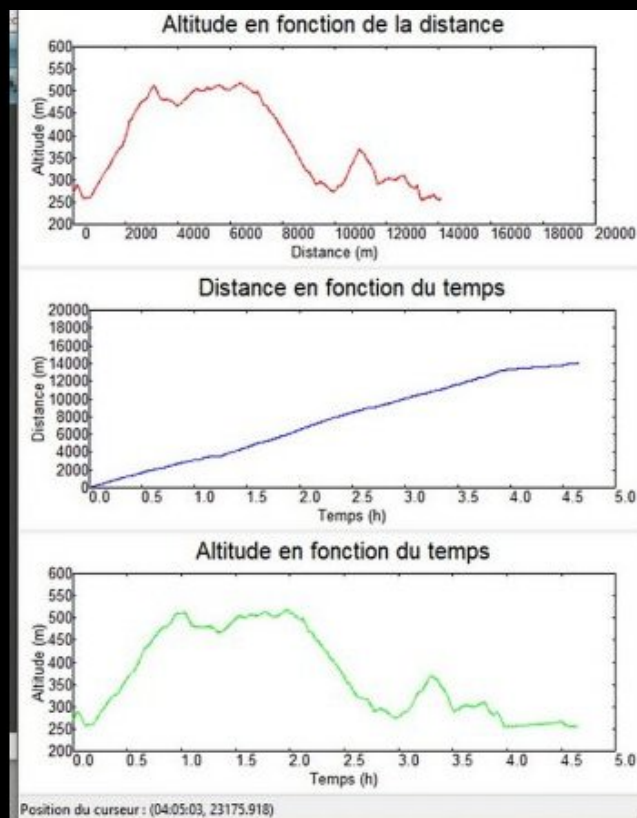 Altitude en fonction de la distance
600
550
500
450
400
350
300
250
200
Altitude (m)
0 2000 4000 6000 8000 10000 12000 14000 16000 18000 20000
Distance (m)
Distance en fonction du temps
20000
18000
16000
14000
12000
10000
8000
6000
4000
2000
0
Distance (m)
0.0 0.5 1.0 1.5 2.0 2.5 3.0 3.5 4.0 4.5 5.0
Temps (h)
Altitude en fonction du temps
600
550
500
450
400
350
300
250
200
Altitude (m)
0.0 0.5 1.0 1.5 2.0 2.5 3.0 3.5 4.0 4.5 5.0
Temps (h)
Position du curseur : (04:05:03, 23175.918)